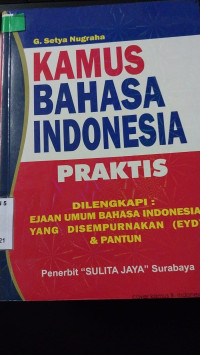 G. Setya Nugraha
KAMUS
BAHASA
INDONESIA
PRAKTIS
DILENGKAPI :
EJAAN UMUM BAHASA INDONESIA
YANG DISEMPURNAKAN (EYD)
& PANTUN
Penerbit "SULITA JAYA" Surabaya